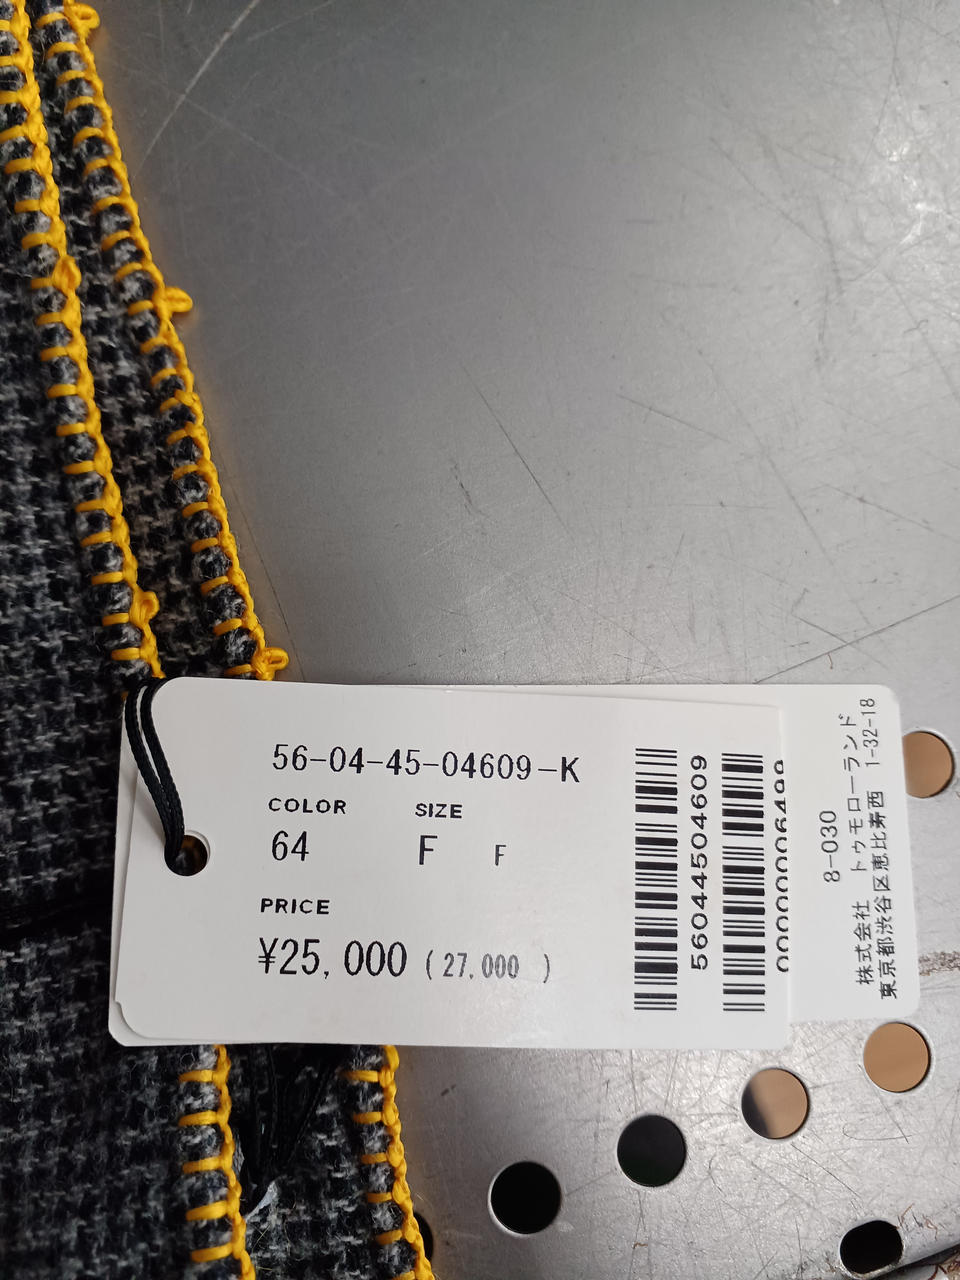 56-04-45-04609-K
COLOR SIZE
64 F F
PRICE
¥25,000 (27,000 )
5604504609
8-030
株式会社 トゥモローランド
東京都渋谷区恵比寿西 1-32-18